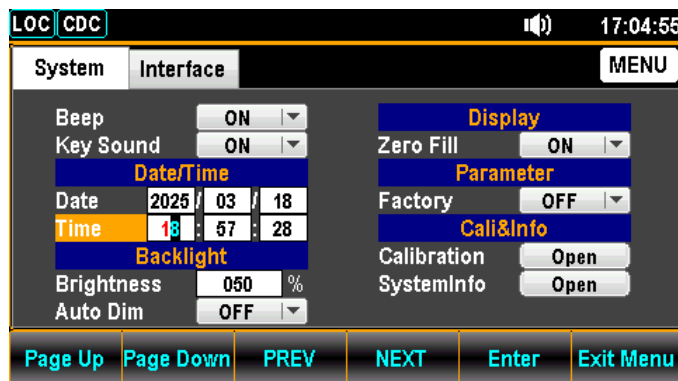 LOC CDC 17:04:55
System Interface MENU
Beep ON
Key Sound ON
Date/Time
Date 2025 / 03 / 18
Time 18 : 57 : 28
Backlight
Brightness 050 %
Auto Dim OFF
Display
Zero Fill ON
Parameter
Factory OFF
Cali&Info
Calibration Open
SystemInfo Open
Page Up Page Down PREV NEXT Enter Exit Menu